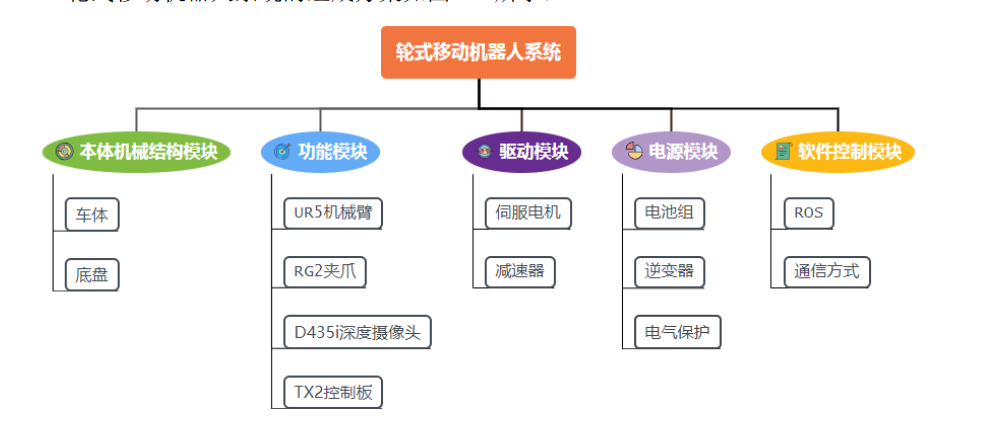 轮式移动机器人系统
本体机械结构模块
车体
底盘
功能模块
UR5机械臂
RG2夹爪
D435i深度摄像头
TX2控制板
驱动模块
伺服电机
减速器
电源模块
电池组
逆变器
电气保护
软件控制模块
ROS
通信方式